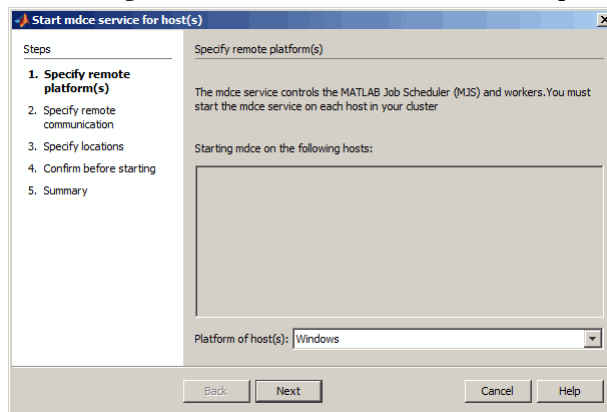 Start mdce service for host(s)
Steps
1. Specify remote
platform(s)
2. Specify remote
communication
3. Specify locations
4. Confirm before starting
5. Summary
Specify remote platform(s)
The mdce service controls the MATLAB Job Scheduler (MJS) and workers.You must
start the mdce service on each host in your cluster
Starting mdce on the following hosts:
Platform of host(s): Windows
Back
Next
Cancel
Help